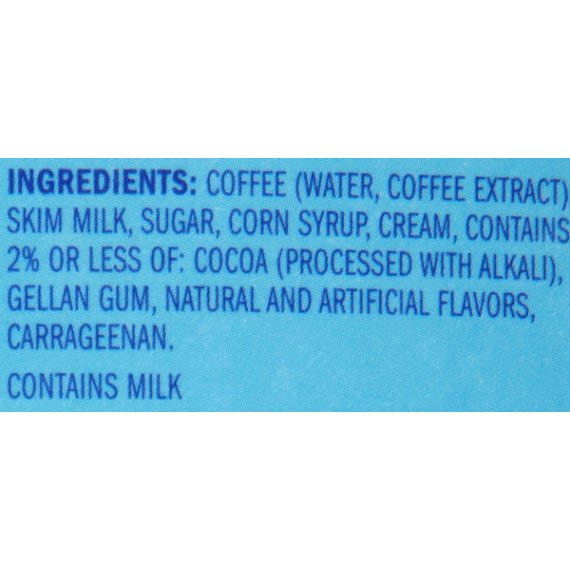 INGREDIENTS: COFFEE (WATER, COFFEE EXTRACT)
SKIM MILK, SUGAR, CORN SYRUP, CREAM, CONTAINS
2% OR LESS OF: COCOA (PROCESSED WITH ALKALI),
GELLAN GUM, NATURAL AND ARTIFICIAL FLAVORS,
CARRAGEENAN.
CONTAINS MILK